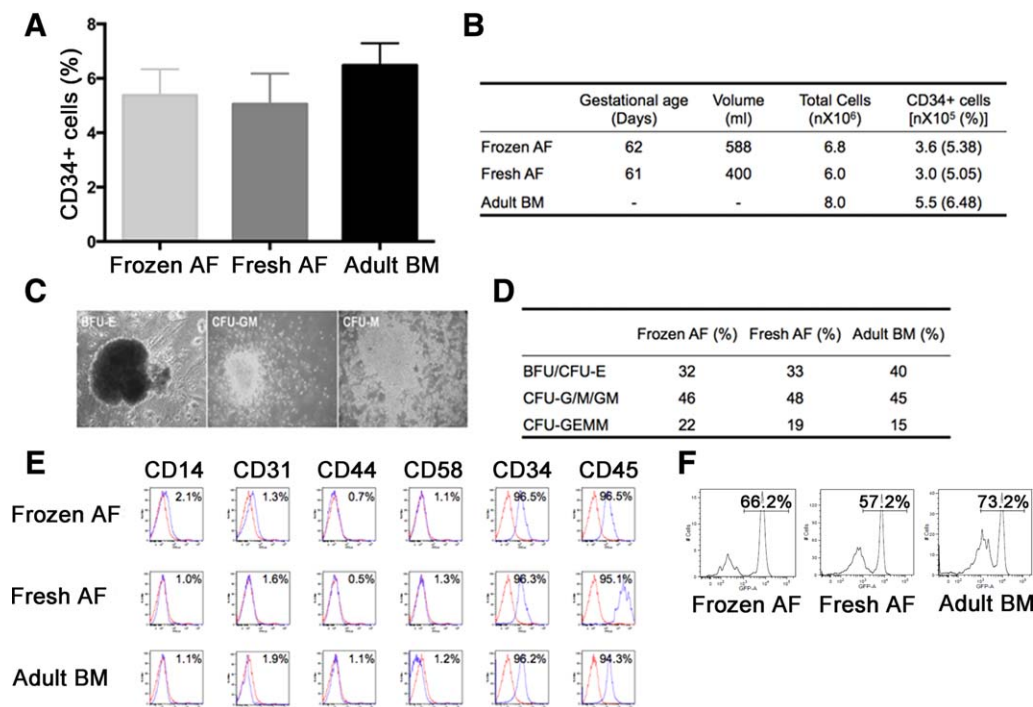 A
CD34+ cells (%)
8
6
4
2
0
Frozen AF Fresh AF Adult BM
B
Gestational age (Days) Volume (ml) Total Cells (nX10⁶) CD34+ cells [nX10⁵ (%)]
Frozen AF 62 588 6.8 3.6 (5.38)
Fresh AF 61 400 6.0 3.0 (5.05)
Adult BM - - 8.0 5.5 (6.48)
C
BFU-E CFU-GM CFU-M
D
Frozen AF (%) Fresh AF (%) Adult BM (%)
BFU/CFU-E 32 33 40
CFU-G/M/GM 46 48 45
CFU-GEMM 22 19 15
E
CD14 CD31 CD44 CD58 CD34 CD45
Frozen AF 2.1% 1.3% 0.7% 1.1% 96.5% 96.5%
Fresh AF 1.0% 1.6% 0.5% 1.3% 96.3% 95.1%
Adult BM 1.1% 1.9% 1.1% 1.2% 96.2% 94.3%
F
66.2% 57.2% 73.2%
# Cells # Cells # Cells
GFP-A GFP-A GFP-A
Frozen AF Fresh AF Adult BM